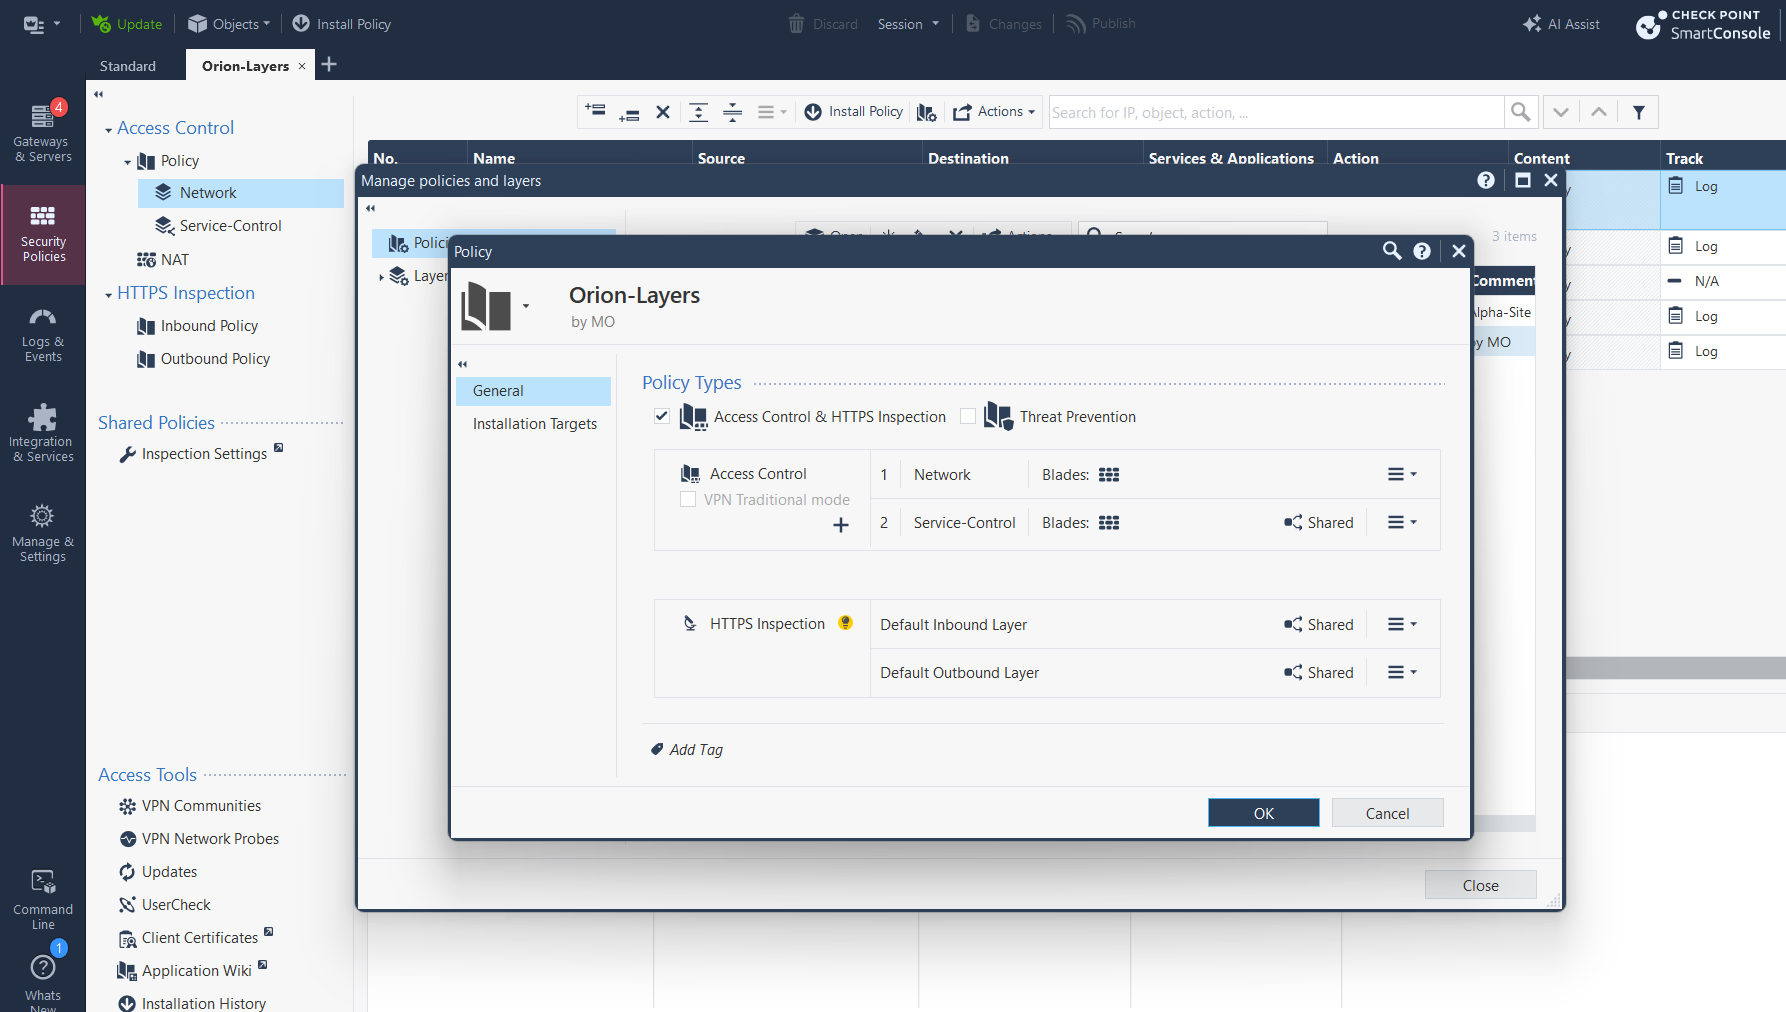 Update
Objects
Install Policy
Discard
Session
Changes
Publish
AI Assist
CHECK POINT
SmartConsole
Standard
Orion-Layers
4
Gateways
& Servers
Security
Policies
Logs &
Events
Integration
& Services
Manage &
Settings
Command
Line
1
Whats
New
Access Control
Policy
Network
Service-Control
NAT
HTTPS Inspection
Inbound Policy
Outbound Policy
Shared Policies
Inspection Settings
Access Tools
VPN Communities
VPN Network Probes
Updates
UserCheck
Client Certificates
Application Wiki
Installation History
Install Policy
Actions
Search for IP, object, action, ...
No.
Name
Source
Destination
Services & Applications
Action
Content
Track
Log
Log
N/A
Log
Log
Manage policies and layers
Open
Actions
3 items
Comment
by MO
Close
Policy
Orion-Layers
by MO
General
Installation Targets
Policy Types
Access Control & HTTPS Inspection
Threat Prevention
Access Control
VPN Traditional mode
1 Network Blades:
2 Service-Control Blades: Shared
HTTPS Inspection
Default Inbound Layer Shared
Default Outbound Layer Shared
Add Tag
OK
Cancel